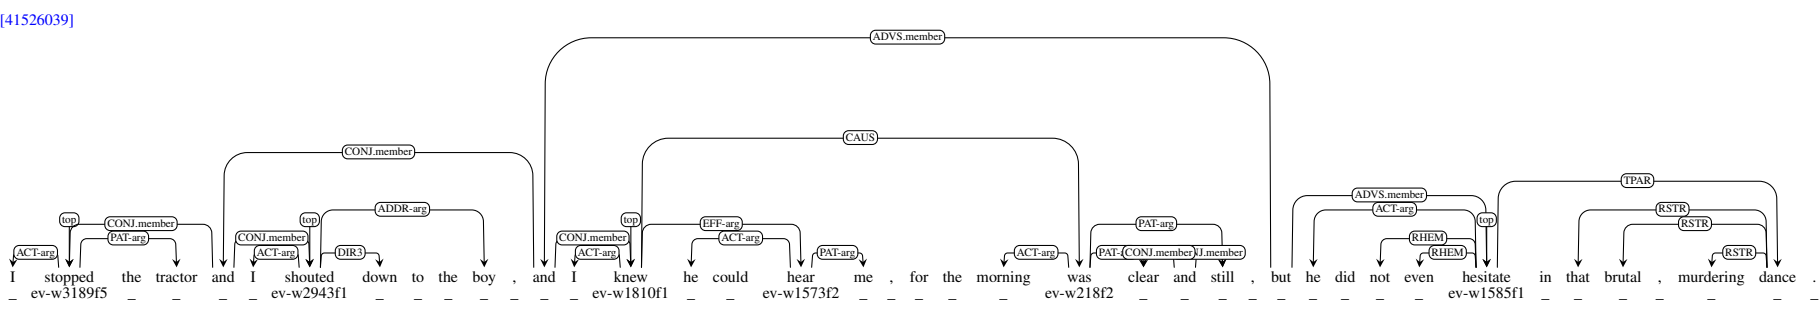 [41526039]
ADVS.member
CAUS
CONJ.member
TPAR
ADVS.member
ADDR-arg ACT-arg RSTR
top CONJ.member top top EFF-arg PAT-arg top RSTR
PAT-arg CONJ.member CONJ.member ACT-arg RHEM
ACT-arg ACT-arg DIR3 ACT-arg PAT-arg ACT-arg CONJ.member RHEM RSTR
I stopped the tractor and I shouted down to the boy , and I knew he could hear me , for the morning was clear and still , but he did not even hesitate in that brutal , murdering dance .
_ ev-w3189f5 _ _ _ _ ev-w2943f1 _ _ _ _ _ _ _ ev-w1810f1 _ _ ev-w1573f2 _ _ _ _ _ ev-w218f2 _ _ _ _ _ _ _ _ _ ev-w1585f1 _ _ _ _ _ _ _